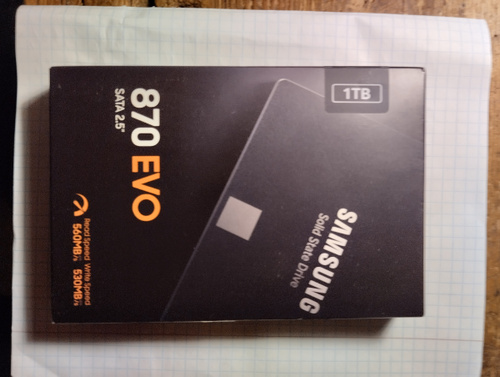 1TB
870 EVO
SATA 2.5"
SAMSUNG
Solid State Drive
Read Speed Write Speed
560MB/s 530MB/s